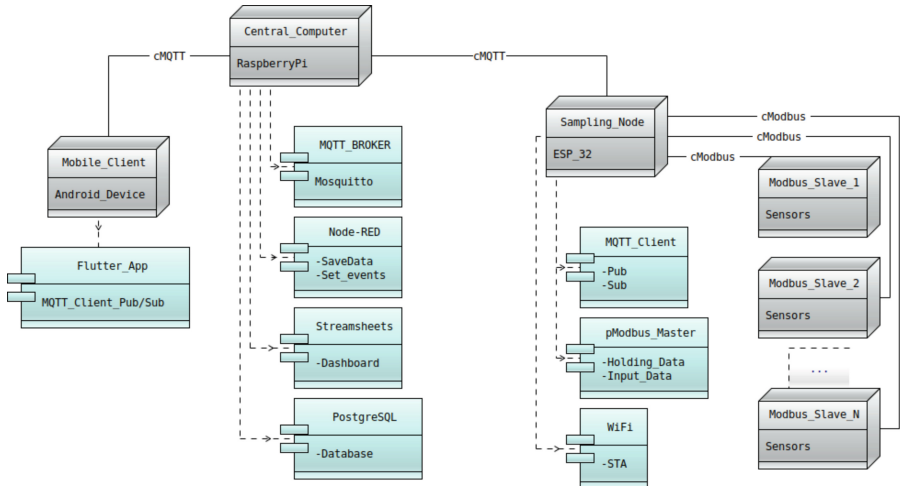 Central_Computer
RaspberryPi
cMQTT
cMQTT
Mobile_Client
Android_Device
Flutter_App
MQTT_Client_Pub/Sub
MQTT_BROKER
Mosquitto
Node-RED
-SaveData
-Set_events
Streamsheets
-Dashboard
PostgreSQL
-Database
Sampling_Node
ESP_32
cModbus
cModbus
cModbus
MQTT_Client
-Pub
-Sub
pModbus_Master
-Holding_Data
-Input_Data
WiFi
-STA
Modbus_Slave_1
Sensors
Modbus_Slave_2
Sensors
...
Modbus_Slave_N
Sensors